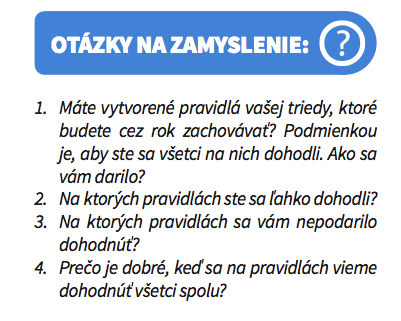 OTÁZKY NA ZAMYSLENIE: ?
1. Máte vytvorené pravidlá vašej triedy, ktoré
budete cez rok zachovávať? Podmienkou
je, aby ste sa všetci na nich dohodli. Ako sa
vám darilo?
2. Na ktorých pravidlách ste sa ľahko dohodli?
3. Na ktorých pravidlách sa vám nepodarilo
dohodnúť?
4. Prečo je dobré, keď sa na pravidlách vieme
dohodnúť všetci spolu?